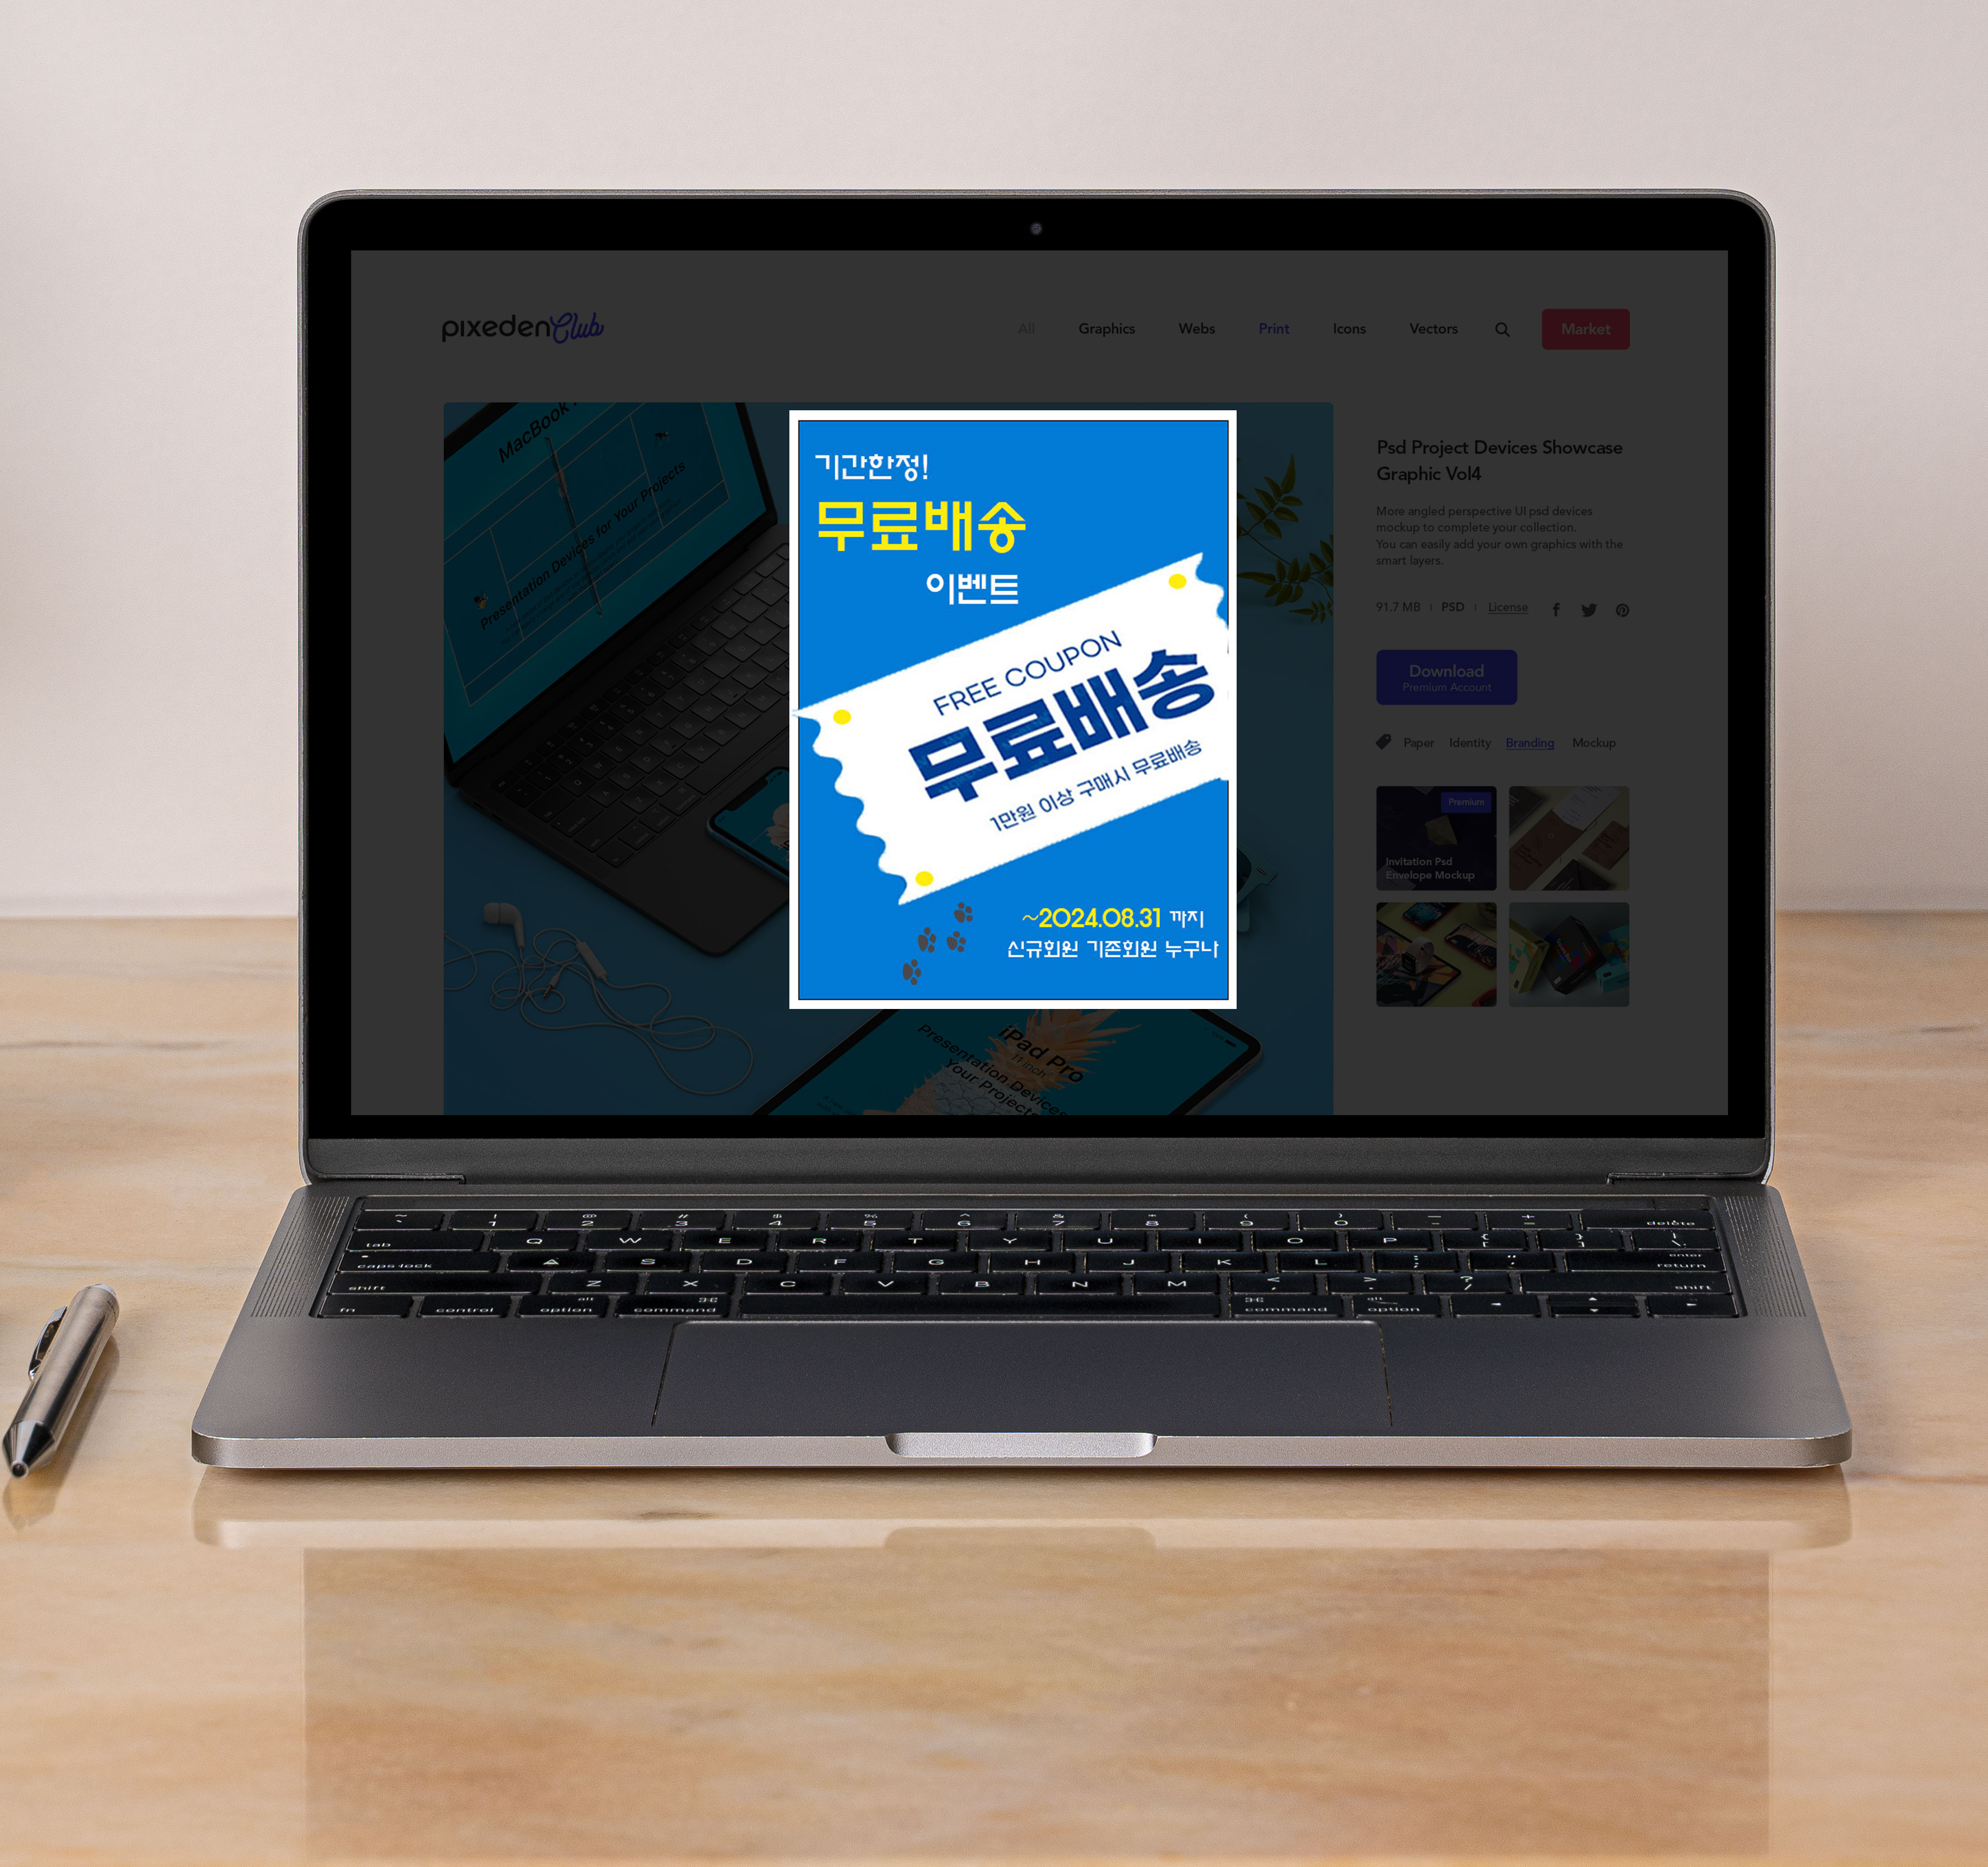 pixeden Club
All Graphics Webs Print Icons Vectors Market
MacBook
Presentation Devices for Your Projects
기간한정!
무료배송
이벤트
FREE COUPON
무료배송
1만원 이상 구매시 무료배송
~2024.08.31 까지
신규회원 기존회원 누구나
iPad Pro
11 inch
Presentation Devices
Your Projects
Psd Project Devices Showcase
Graphic Vol4
More angled perspective UI psd devices
mockup to complete your collection.
You can easily add your own graphics with the
smart layers.
91.7 MB PSD License
Download
Premium Account
Paper Identity Branding Mockup
Premium
Invitation Psd
Envelope Mockup
~ ! @ # $ % ^ & * ( ) _ +
` 1 2 3 4 5 6 7 8 9 0 - = delete
tab Q W E R T Y U I O P { } |
[ ] \
caps lock A S D F G H J K L : " enter
; ' return
shift Z X C V B N M < > ? shift
, . /
alt ⌘ ⌘ alt
fn control option command command option